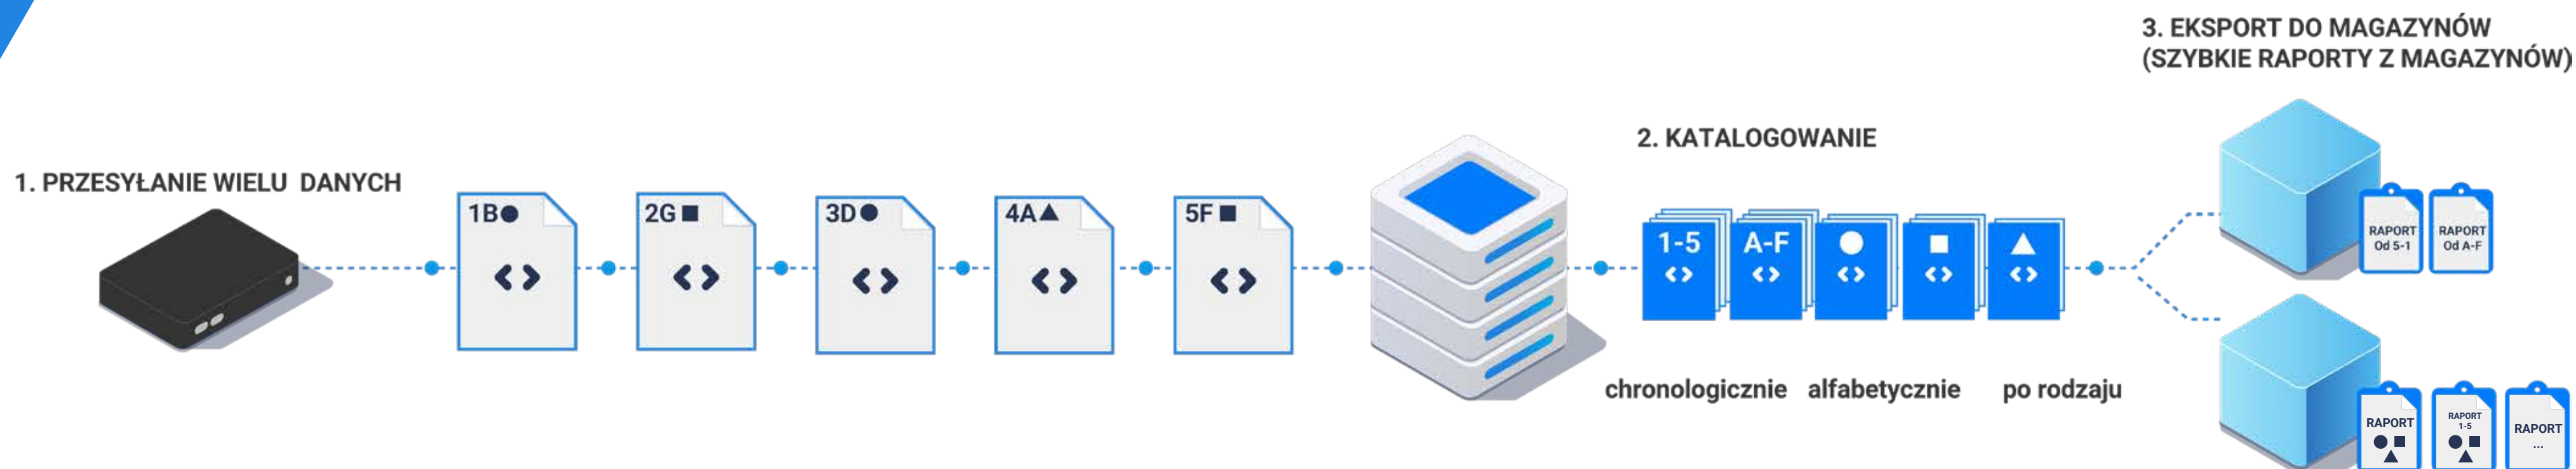 1. PRZESYŁANIE WIELU DANYCH
1B
2G
3D
4A
5F
2. KATALOGOWANIE
1-5
A-F
chronologicznie
alfabetycznie
po rodzaju
3. EKSPORT DO MAGAZYNÓW
(SZYBKIE RAPORTY Z MAGAZYNÓW)
RAPORT
Od 5-1
RAPORT
Od A-F
RAPORT
RAPORT
1-5
RAPORT
...